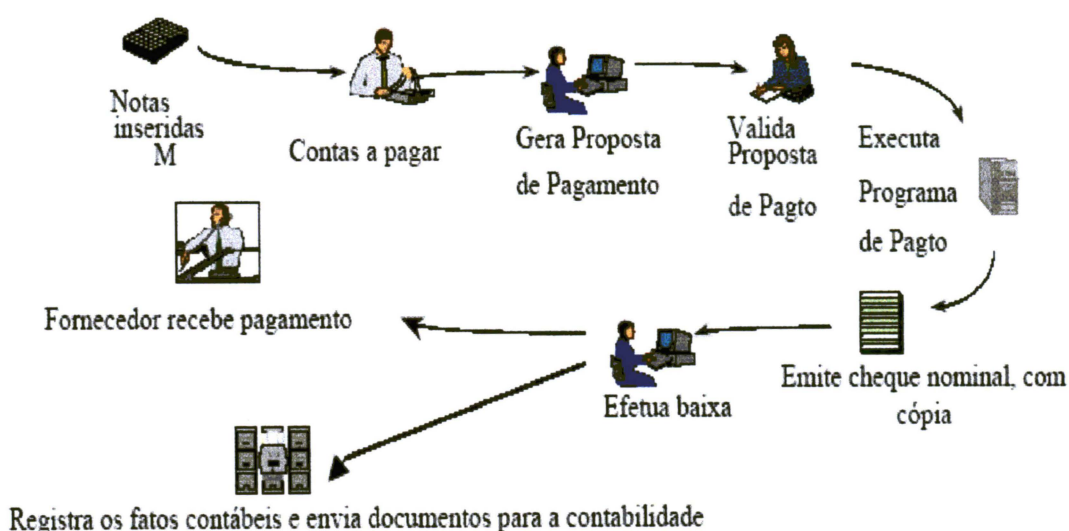 Notas
inseridas
M
Contas a pagar
Gera Proposta
de Pagamento
Valida
Proposta
de Pagto
Executa
Programa
de Pagto
Emite cheque nominal, com
cópia
Efetua baixa
Fornecedor recebe pagamento
Registra os fatos contábeis e envia documentos para a contabilidade